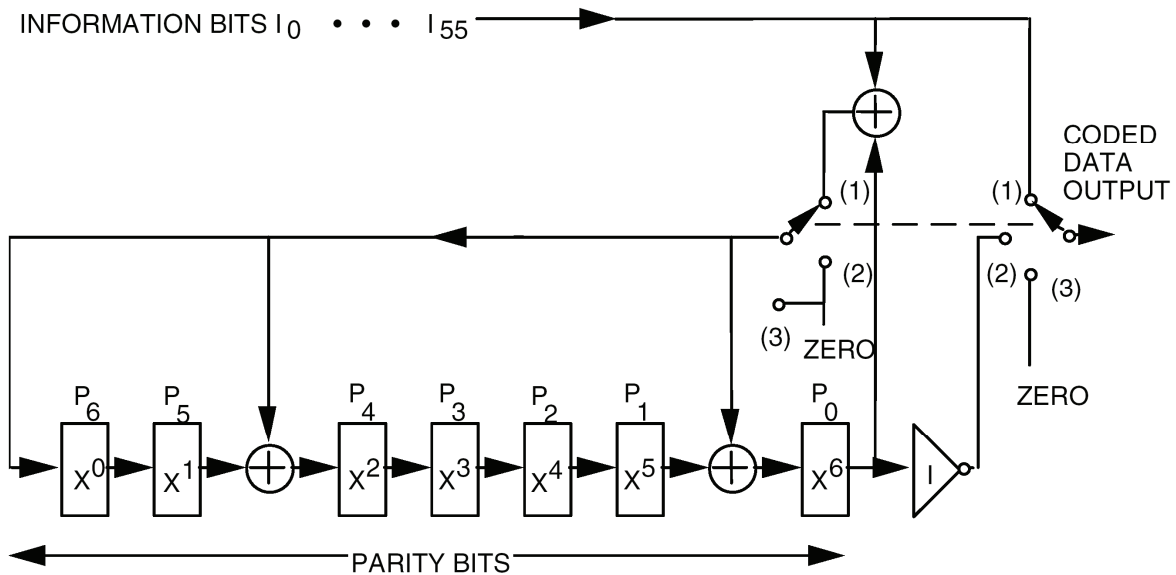 INFORMATION BITS I0 • • • I55
CODED
DATA
OUTPUT
(1)
(1)
(2)
(2)
(3)
(3)
ZERO
ZERO
P6
P5
P4
P3
P2
P1
P0
X0
X1
X2
X3
X4
X5
X6
I
PARITY BITS